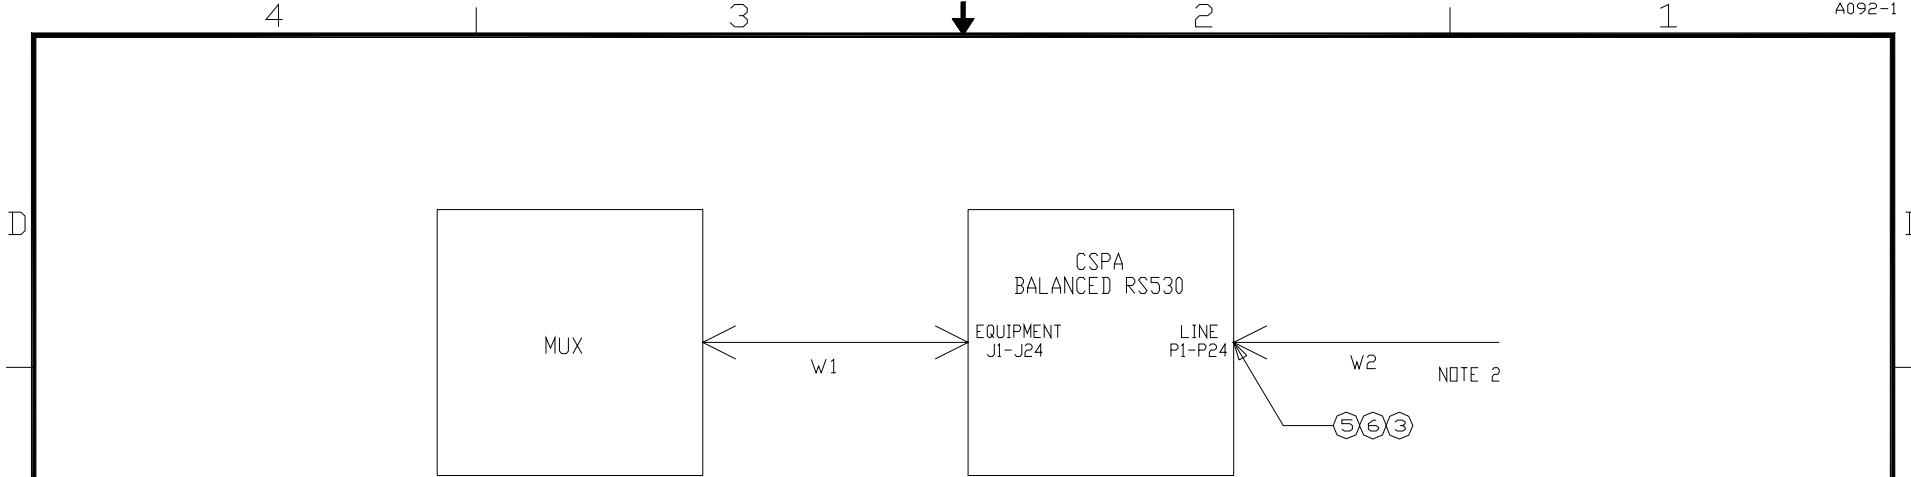 4 3 2 1 A092-1
D
CSPA
BALANCED RS530
MUX
EQUIPMENT
J1-J24
LINE
P1-P24
W1
W2
NOTE 2
5 6 3